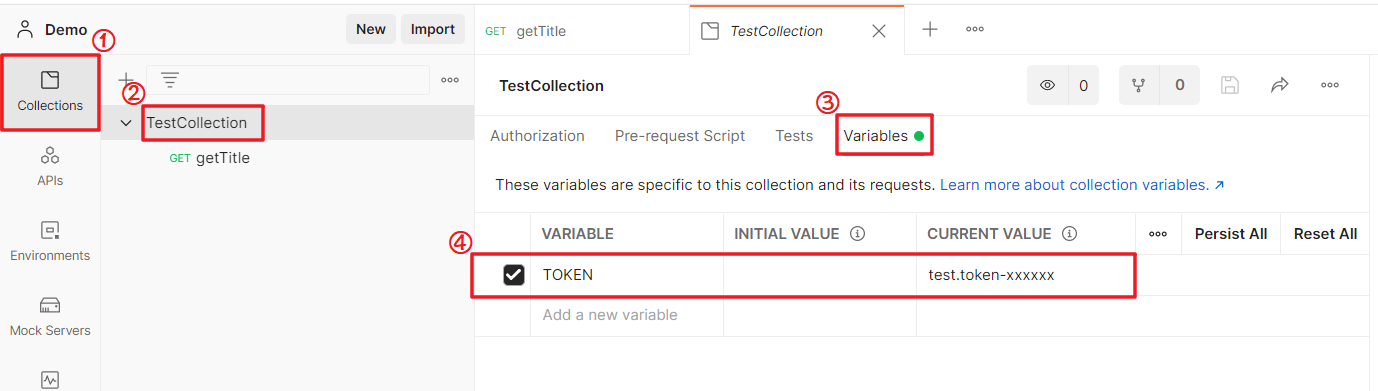 Demo
New
Import
①
Collections
②
TestCollection
GET getTitle
APIs
Environments
Mock Servers
GET getTitle
TestCollection
TestCollection
0
0
③
Authorization
Pre-request Script
Tests
Variables
These variables are specific to this collection and its requests. Learn more about collection variables. ↗
④
VARIABLE
INITIAL VALUE
CURRENT VALUE
Persist All
Reset All
TOKEN
test.token-xxxxxx
Add a new variable